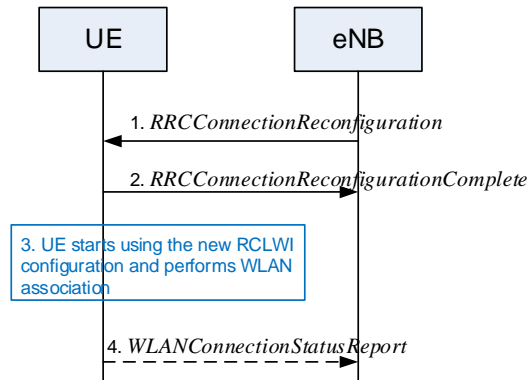 UE
eNB
1. RRCConnectionReconfiguration
2. RRCConnectionReconfigurationComplete
3. UE starts using the new RCLWI
configuration and performs WLAN
association
4. WLANConnectionStatusReport